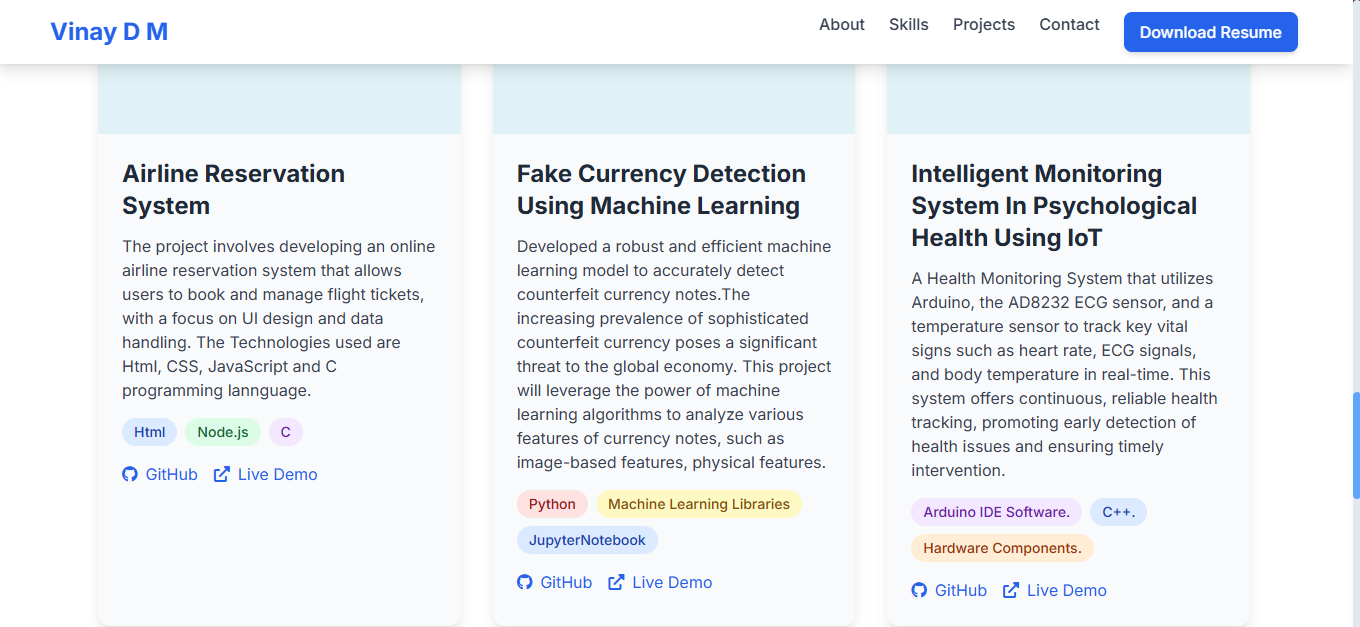 Vinay D M
About
Skills
Projects
Contact
Download Resume
Airline Reservation
System
The project involves developing an online
airline reservation system that allows
users to book and manage flight tickets,
with a focus on UI design and data
handling. The Technologies used are
Html, CSS, JavaScript and C
programming lannguage.
Html
Node.js
C
GitHub
Live Demo
Fake Currency Detection
Using Machine Learning
Developed a robust and efficient machine
learning model to accurately detect
counterfeit currency notes.The
increasing prevalence of sophisticated
counterfeit currency poses a significant
threat to the global economy. This project
will leverage the power of machine
learning algorithms to analyze various
features of currency notes, such as
image-based features, physical features.
Python
Machine Learning Libraries
JupyterNotebook
GitHub
Live Demo
Intelligent Monitoring
System In Psychological
Health Using IoT
A Health Monitoring System that utilizes
Arduino, the AD8232 ECG sensor, and a
temperature sensor to track key vital
signs such as heart rate, ECG signals,
and body temperature in real-time. This
system offers continuous, reliable health
tracking, promoting early detection of
health issues and ensuring timely
intervention.
Arduino IDE Software.
C++.
Hardware Components.
GitHub
Live Demo